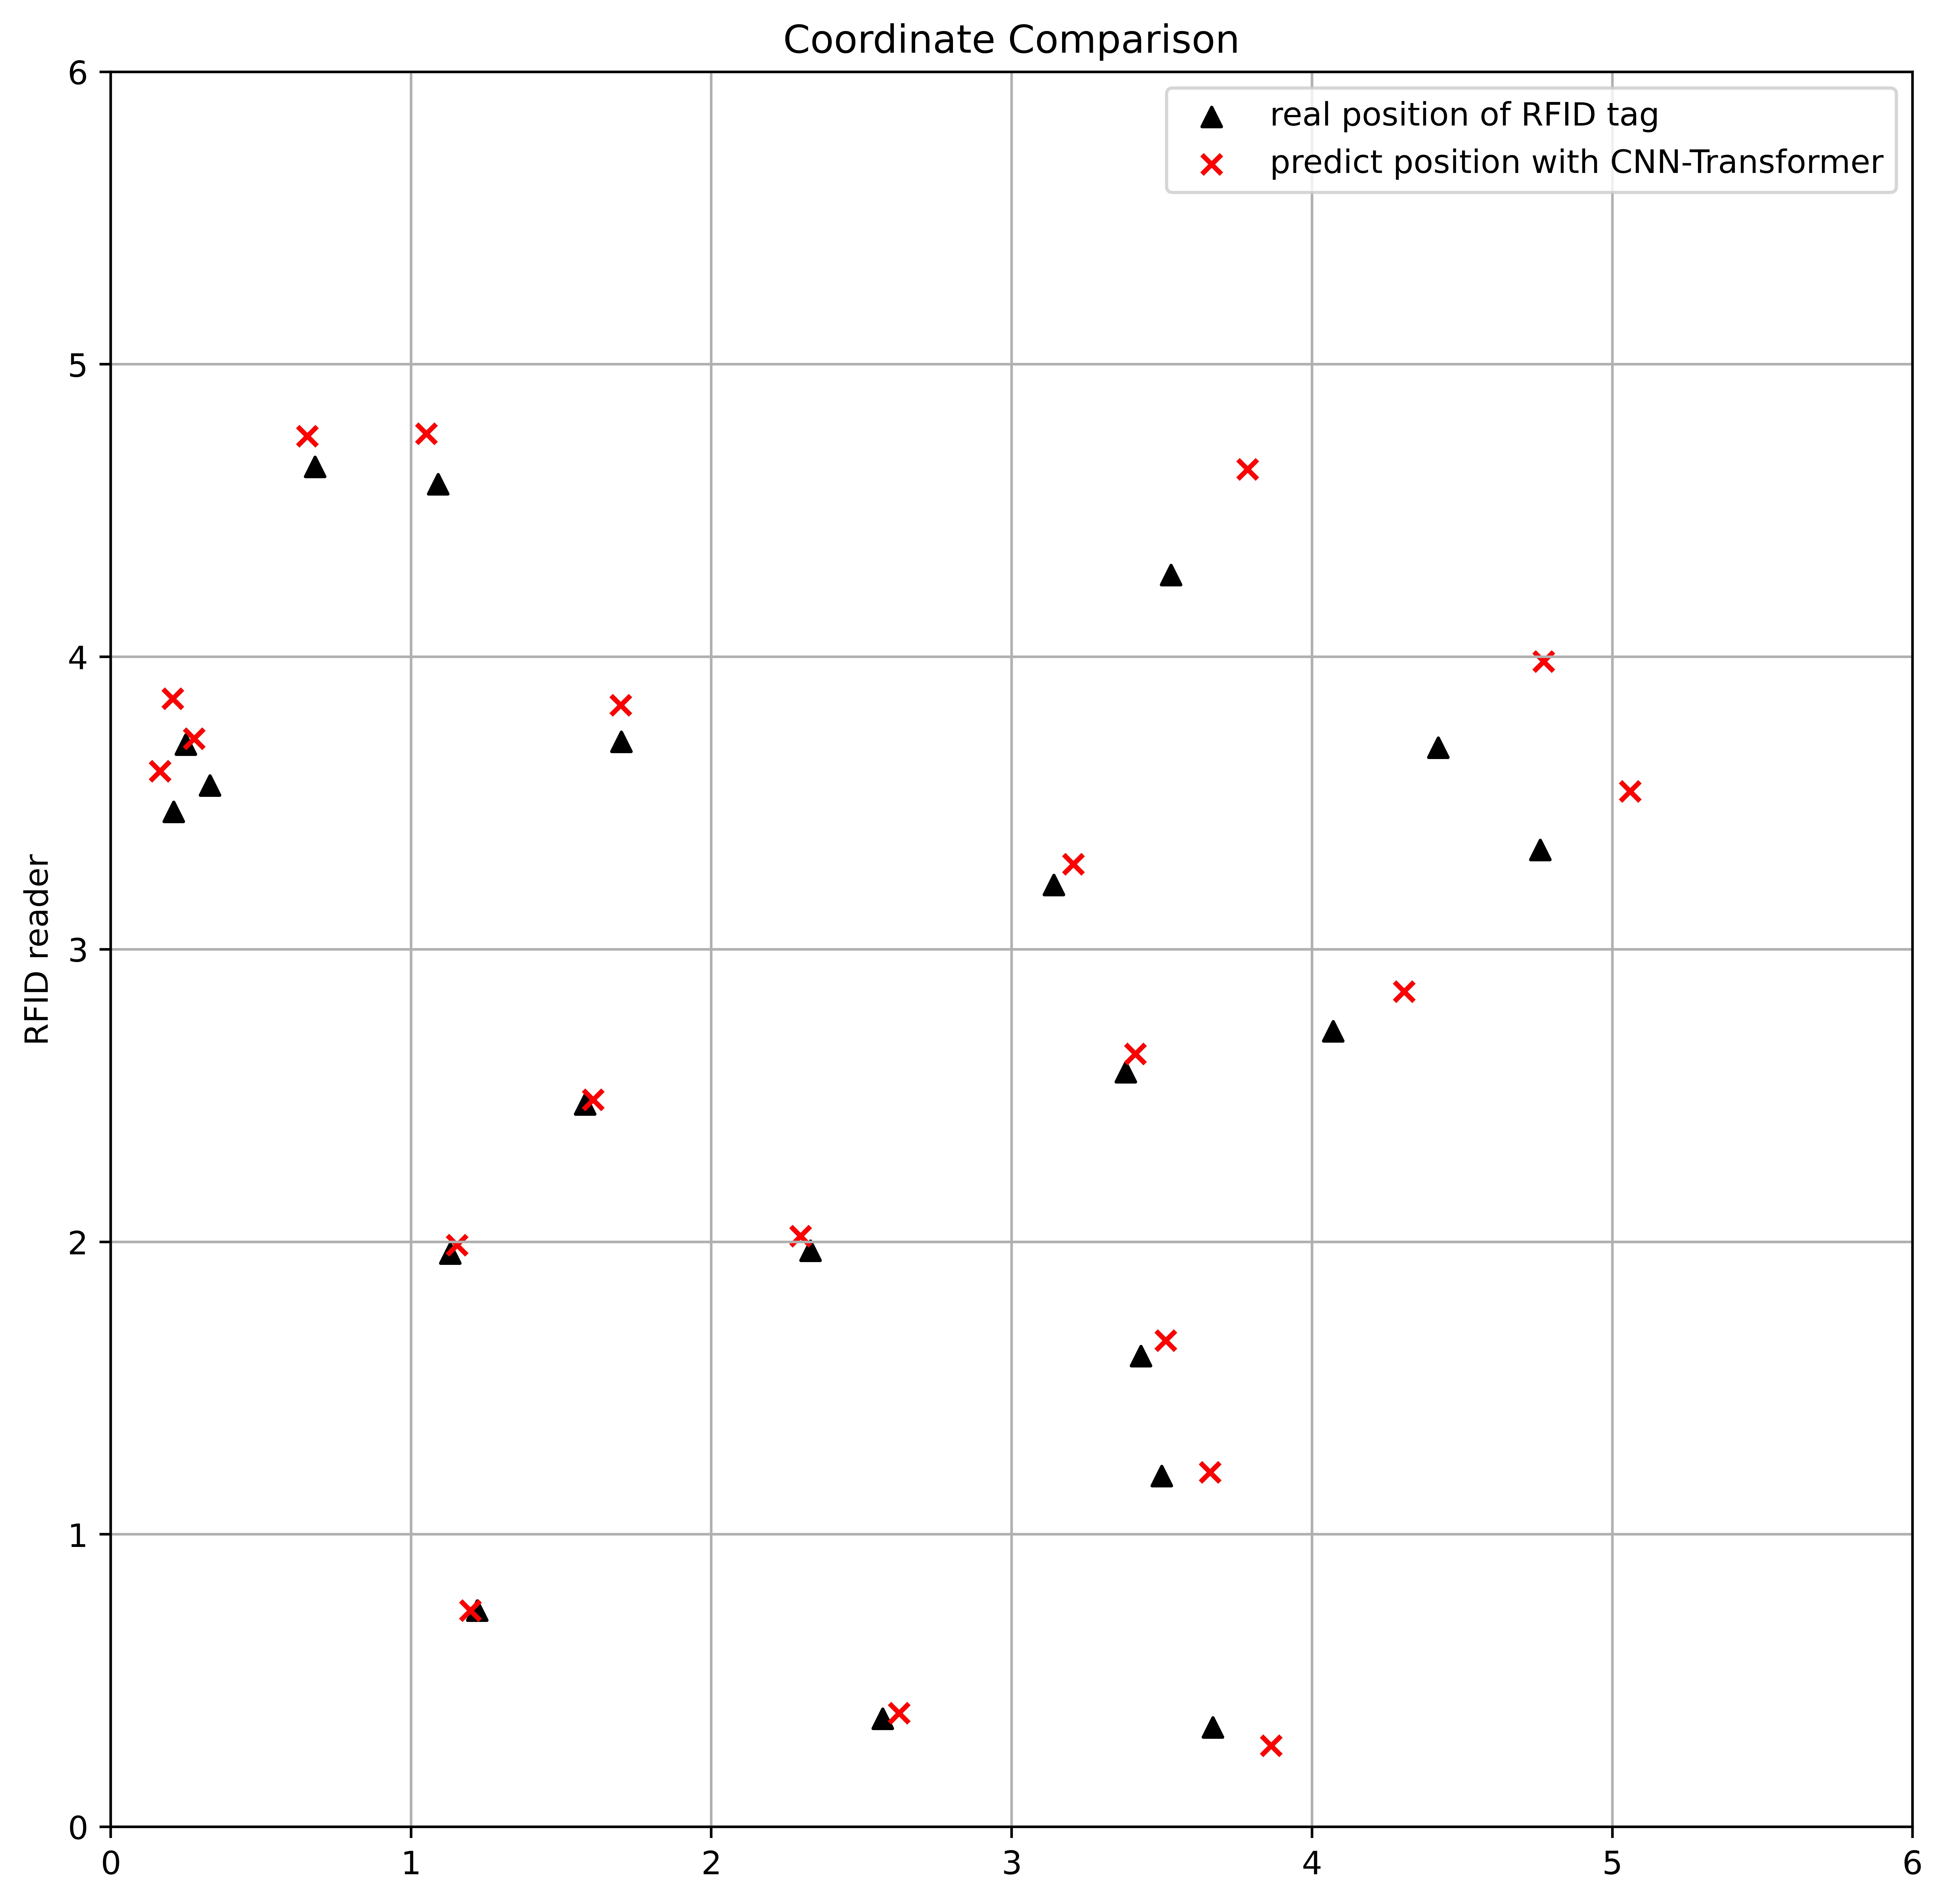 Coordinate Comparison
real position of RFID tag
predict position with CNN-Transformer
RFID reader
6
5
4
3
2
1
0
0 1 2 3 4 5 6